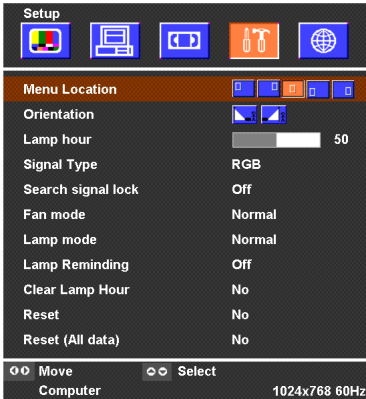 Setup
Menu Location
Orientation
Lamp hour 50
Signal Type RGB
Search signal lock Off
Fan mode Normal
Lamp mode Normal
Lamp Reminding Off
Clear Lamp Hour No
Reset No
Reset (All data) No
Move Select
Computer 1024x768 60Hz